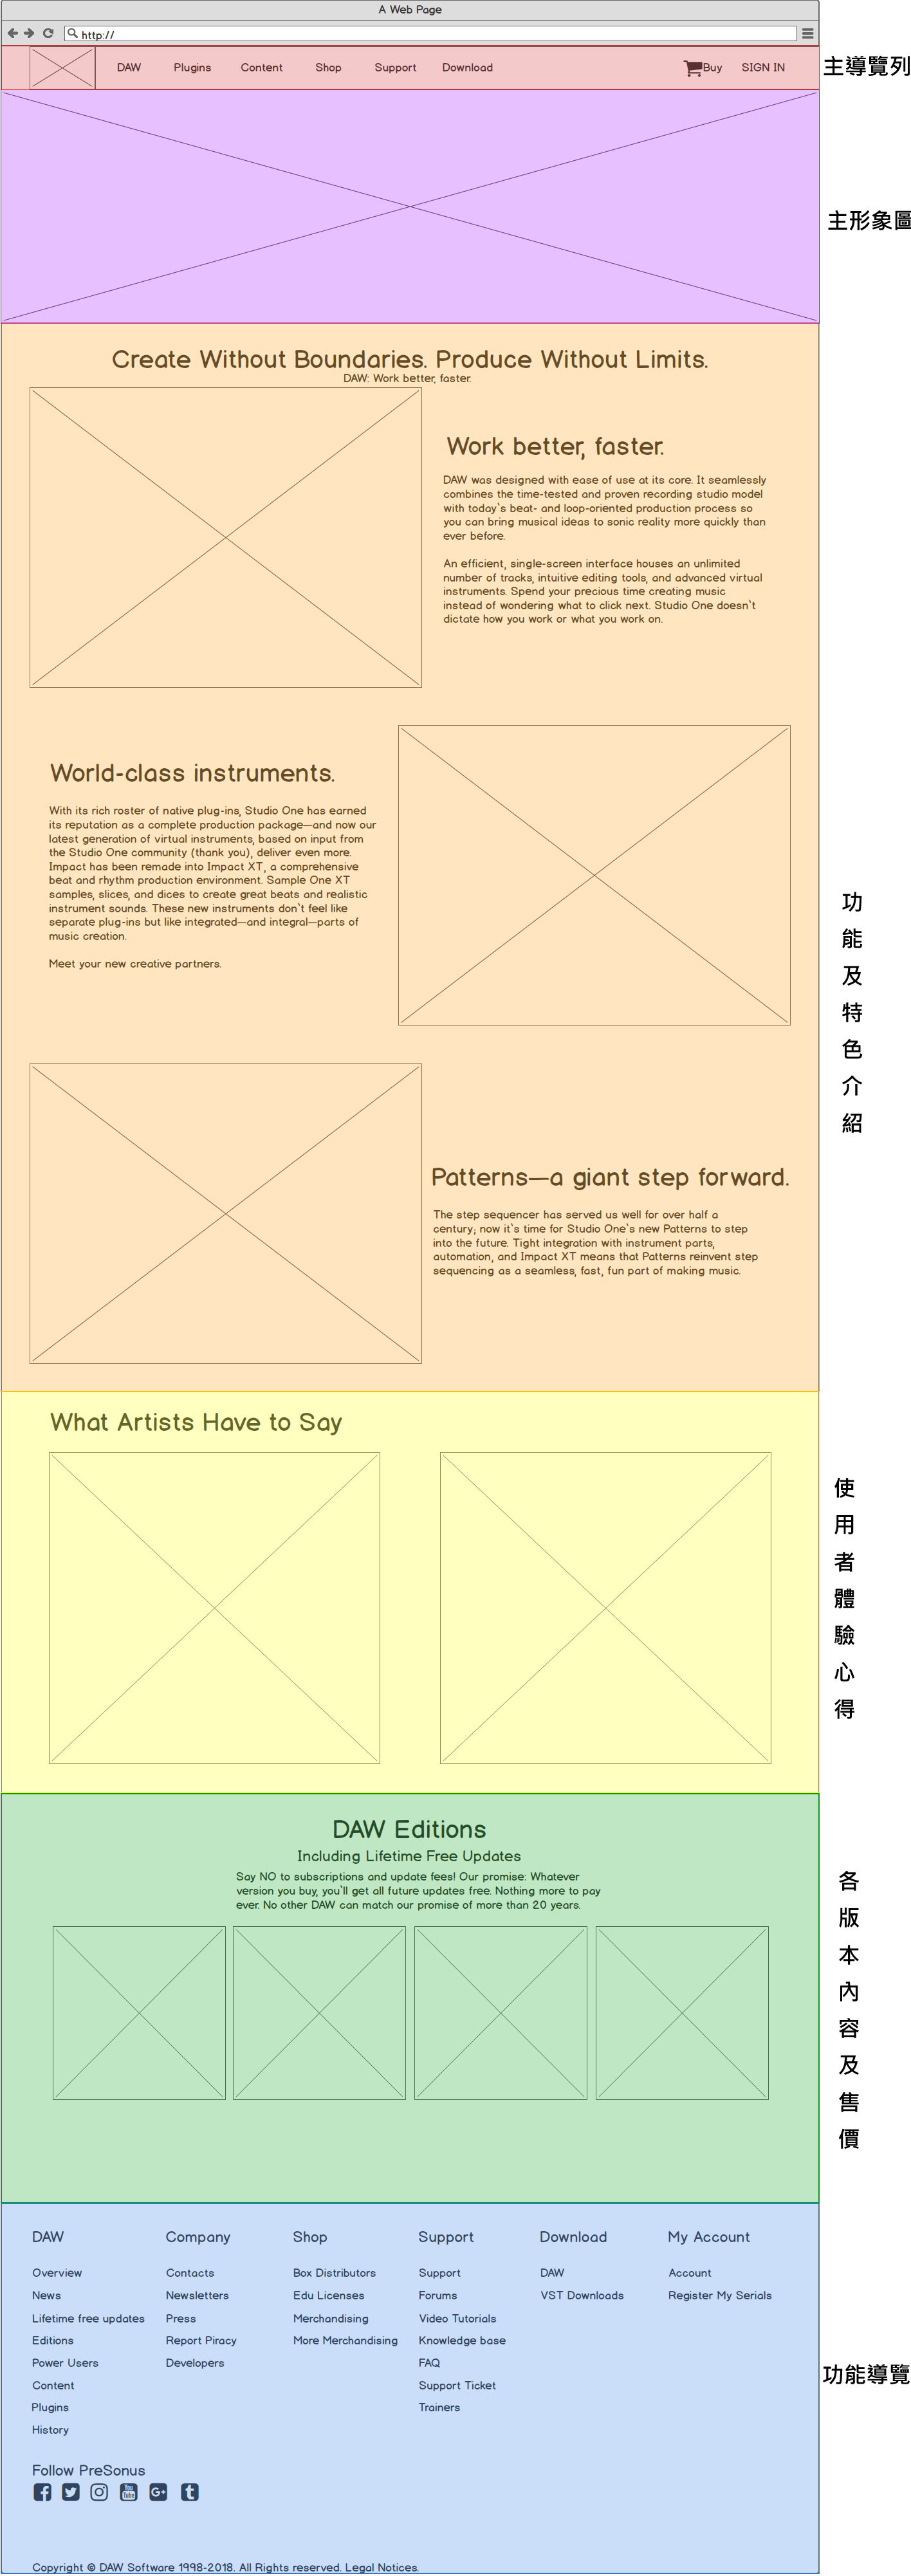 A Web Page
http://
DAW Plugins Content Shop Support Download Buy SIGN IN
主導覽列
主形象圖
Create Without Boundaries. Produce Without Limits.
DAW: Work better, faster.
Work better, faster.
DAW was designed with ease of use at its core. It seamlessly
combines the time-tested and proven recording studio model
with today`s beat- and loop-oriented production process so
you can bring musical ideas to sonic reality more quickly than
ever before.
An efficient, single-screen interface houses an unlimited
number of tracks, intuitive editing tools, and advanced virtual
instruments. Spend your precious time creating music
instead of wondering what to click next. Studio One doesn`t
dictate how you work or what you work on.
World-class instruments.
With its rich roster of native plug-ins, Studio One has earned
its reputation as a complete production package—and now our
latest generation of virtual instruments, based on input from
the Studio One community (thank you), deliver even more.
Impact has been remade into Impact XT, a comprehensive
beat and rhythm production environment. Sample One XT
samples, slices, and dices to create great beats and realistic
instrument sounds. These new instruments don`t feel like
separate plug-ins but like integrated—and integral—parts of
music creation.
Meet your new creative partners.
功能及特色介紹
Patterns—a giant step forward.
The step sequencer has served us well for over half a
century; now it`s time for Studio One`s new Patterns to step
into the future. Tight integration with instrument parts,
automation, and Impact XT means that Patterns reinvent step
sequencing as a seamless, fast, fun part of making music.
What Artists Have to Say
使用者體驗心得
DAW Editions
Including Lifetime Free Updates
Say NO to subscriptions and update fees! Our promise: Whatever
version you buy, you`ll get all future updates free. Nothing more to pay
ever. No other DAW can match our promise of more than 20 years.
各版本內容及售價
DAW Company Shop Support Download My Account
Overview Contacts Box Distributors Support DAW Account
News Newsletters Edu Licenses Forums VST Downloads Register My Serials
Lifetime free updates Press Merchandising Video Tutorials
Editions Report Piracy More Merchandising Knowledge base
Power Users Developers FAQ
Content Support Ticket
Plugins Trainers
History
功能導覽
Follow PreSonus
You Tube G+
Copyright © DAW Software 1998-2018. All Rights reserved. Legal Notices.